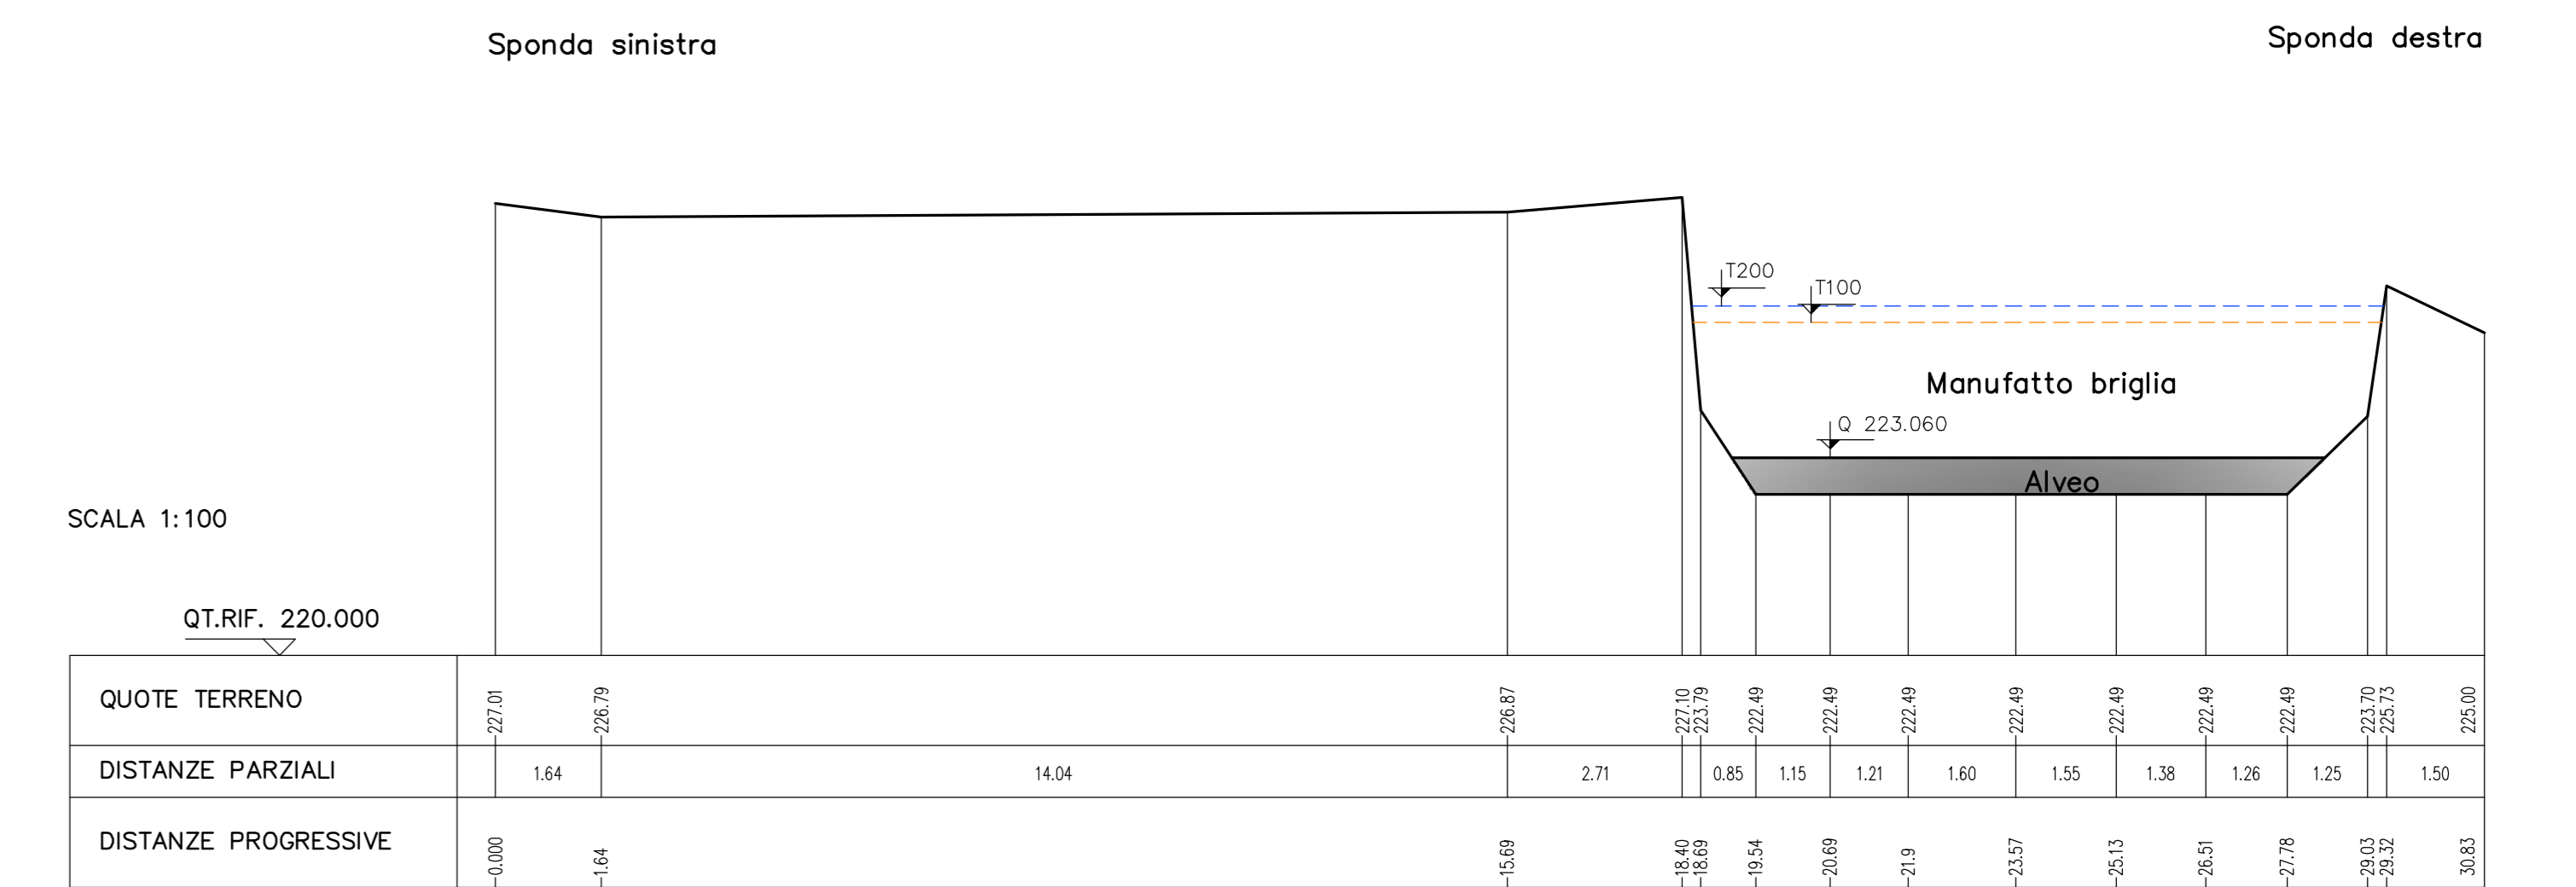 Sponda sinistra
Sponda destra
T200
T100
Manufatto briglia
Q 223.060
Alveo
SCALA 1:100
QT.RIF. 220.000
QUOTE TERRENO 227.01 226.79 226.87 227.10 223.79 222.49 222.49 222.49 222.49 222.49 222.49 222.49 223.70 225.73 225.00
DISTANZE PARZIALI 1.64 14.04 2.71 0.85 1.15 1.21 1.60 1.55 1.38 1.26 1.25 1.50
DISTANZE PROGRESSIVE 0.000 1.64 15.69 18.40 18.69 19.54 20.69 21.9 23.57 25.13 26.51 27.78 29.03 29.32 30.83